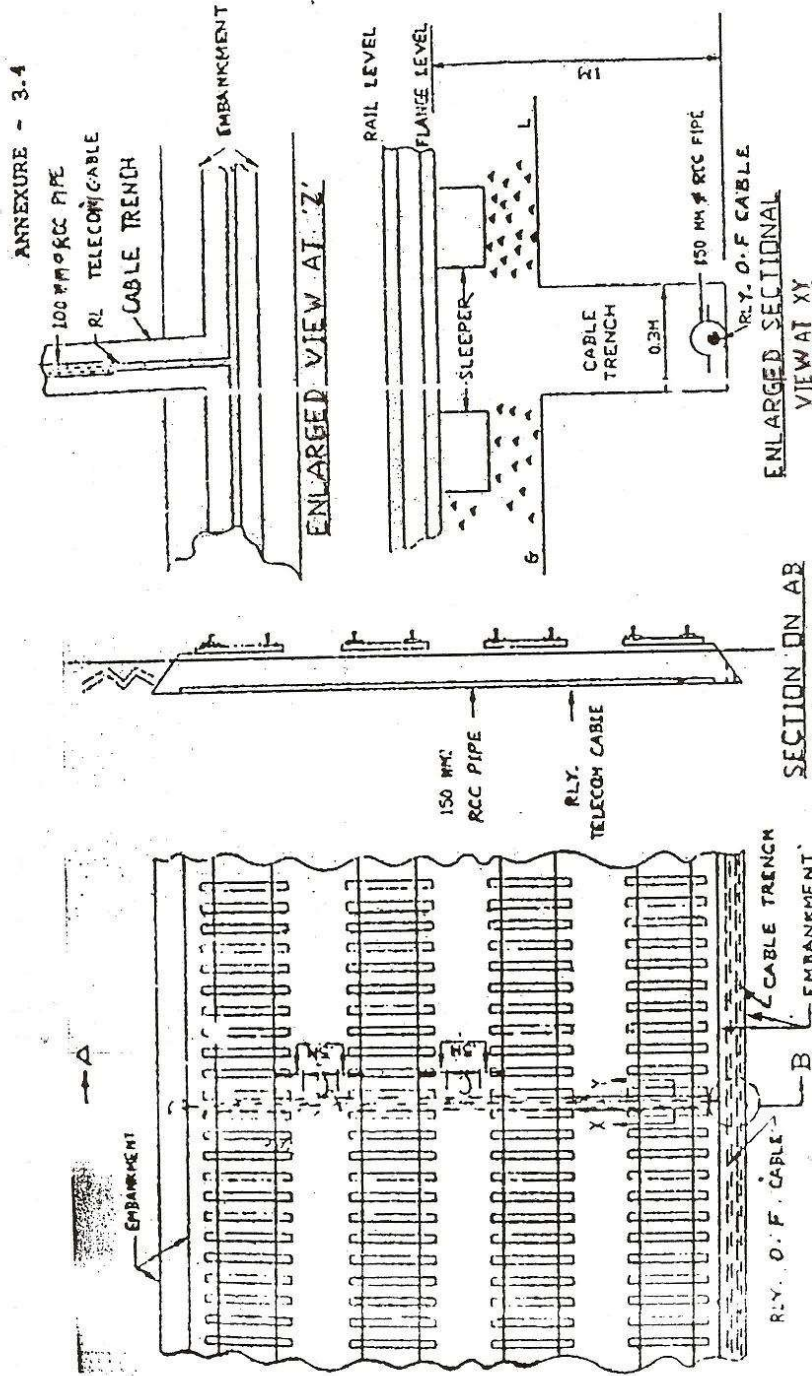 ANNEXURE - 3.4
100 MM⌀ RCC PIPE
RL TELECOM CABLE
CABLE TRENCH
EMBANKMENT
ENLARGED VIEW AT 'Z'
RAIL LEVEL
FLANGE LEVEL
SLEEPER
1M
G
L
CABLE
TRENCH
0.3M
150 MM ⌀ RCC PIPE
RLY. O.F CABLE
ENLARGED SECTIONAL
VIEW AT XY
150 MM
RCC PIPE
RLY.
TELECOM CABLE
SECTION ON AB
A
EMBANKMENT
X
Y
RLY. O.F. CABLE
CABLE TRENCH
EMBANKMENT
B